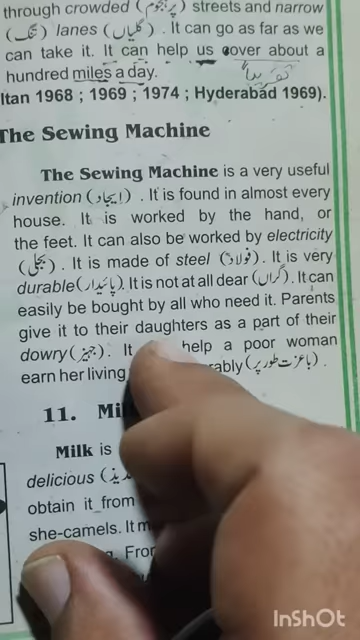 through crowded (پر ہجوم) streets and narrow
(تنگ) lanes (گلیاں). It can go as far as we
can take it. It can help us cover about a
hundred miles a day. تقریباً
ltan 1968 ; 1969 ; 1974 ; Hyderabad 1969).
The Sewing Machine
The Sewing Machine is a very useful
invention (ایجاد). It is found in almost every
house. It is worked by the hand, or
the feet. It can also be worked by electricity
(بجلی). It is made of steel (فولاد). It is very
durable (پائیدار). It is not at all dear (گراں). It can
easily be bought by all who need it. Parents
give it to their daughters as a part of their
dowry (جہیز). It help a poor woman
earn her living rably (باعزت طور پر).
11. Mil
Milk is
delicious (
obtain it from
she-camels. It m
. Fror
InShOt